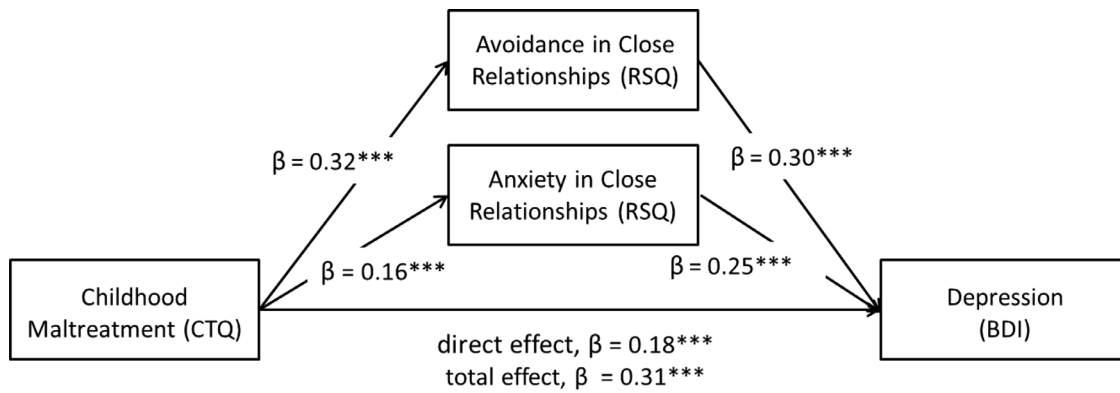 Avoidance in Close
Relationships (RSQ)
β = 0.32***
β = 0.30***
Anxiety in Close
Relationships (RSQ)
β = 0.16***
β = 0.25***
Childhood
Maltreatment (CTQ)
Depression
(BDI)
direct effect, β = 0.18***
total effect, β = 0.31***